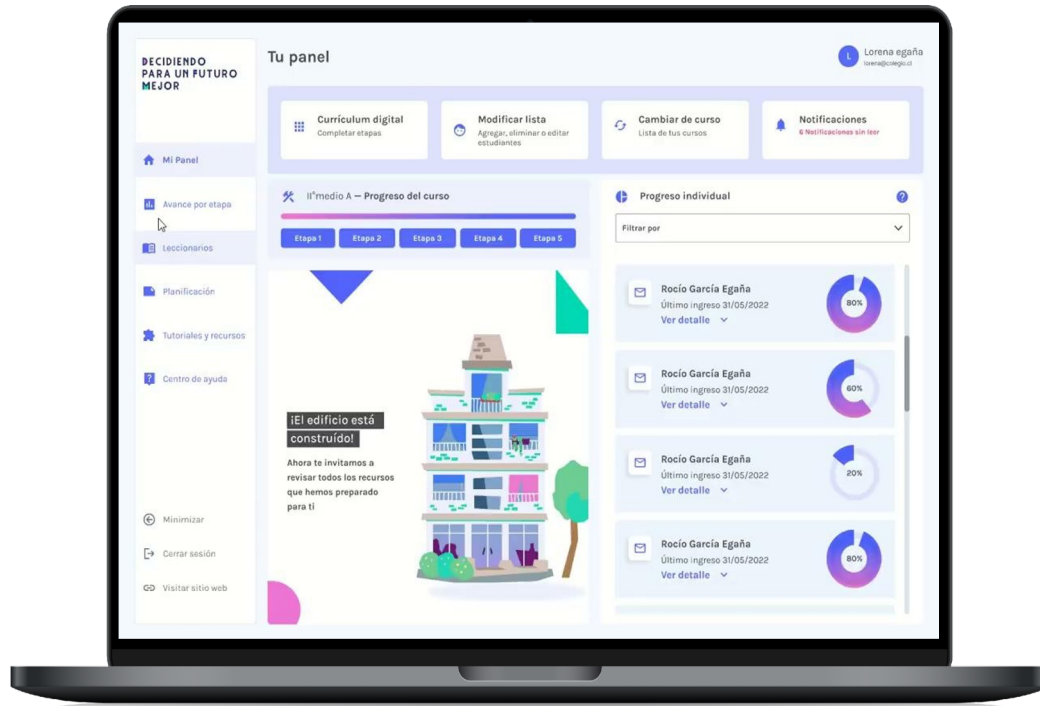 DECIDIENDO
PARA UN FUTURO
MEJOR
Mi Panel
Avance por etapa
Leccionarios
Planificación
Tutoriales y recursos
Centro de ayuda
Minimizar
Cerrar sesión
Visitar sitio web
Tu panel
L
Lorena egaña
lorena@colegio.cl
Currículum digital
Completar etapas
Modificar lista
Agregar, eliminar o editar
estudiantes
Cambiar de curso
Lista de tus cursos
Notificaciones
6 Notificaciones sin leer
II°medio A — Progreso del curso
Etapa 1
Etapa 2
Etapa 3
Etapa 4
Etapa 5
¡El edificio está
construído!
Ahora te invitamos a
revisar todos los recursos
que hemos preparado
para ti
Progreso individual
?
Filtrar por
Rocío García Egaña
Último ingreso 31/05/2022
Ver detalle
80%
Rocío García Egaña
Último ingreso 31/05/2022
Ver detalle
60%
Rocío García Egaña
Último ingreso 31/05/2022
Ver detalle
20%
Rocío García Egaña
Último ingreso 31/05/2022
Ver detalle
80%